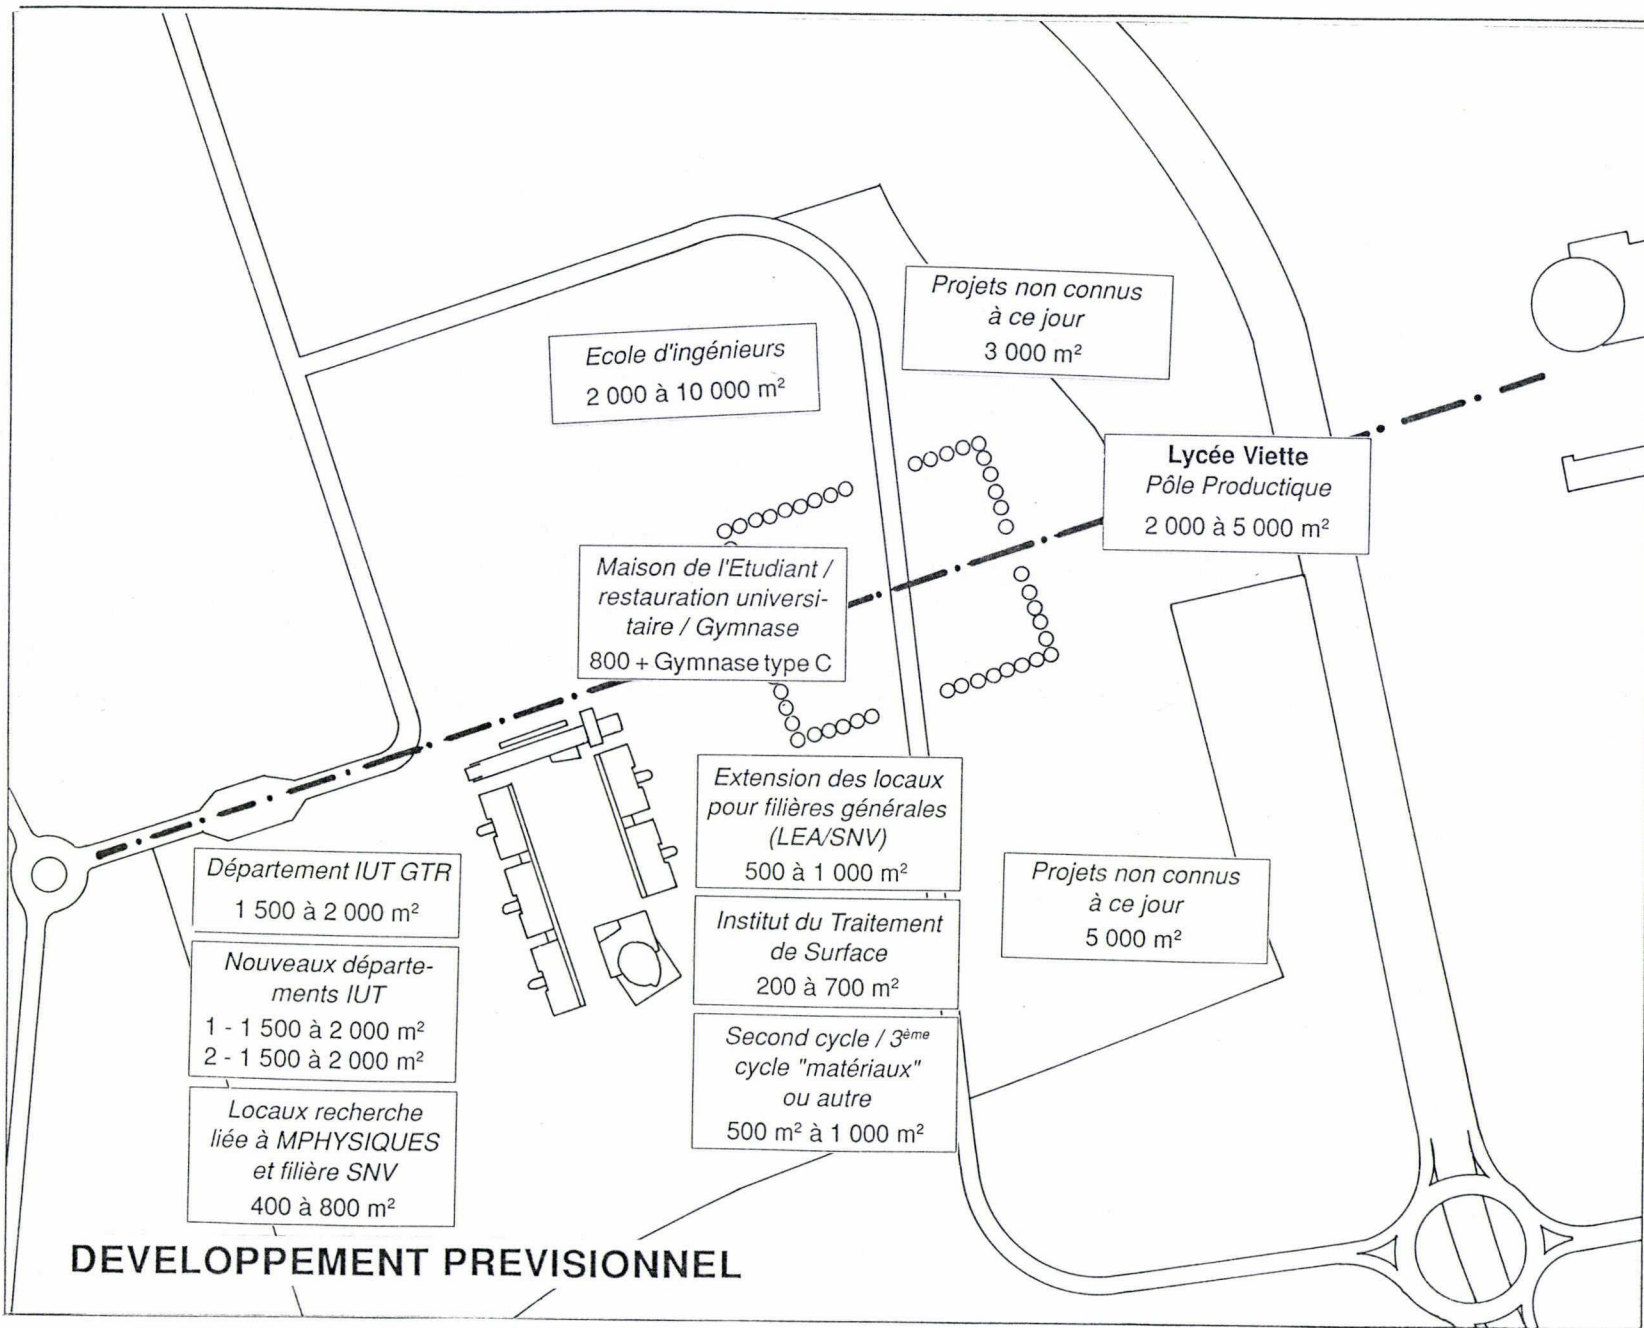 Projets non connus
à ce jour
3 000 m²
Ecole d'ingénieurs
2 000 à 10 000 m²
Lycée Viette
Pôle Productique
2 000 à 5 000 m²
Maison de l'Etudiant /
restauration universi-
taire / Gymnase
800 + Gymnase type C
Extension des locaux
pour filières générales
(LEA/SNV)
500 à 1 000 m²
Projets non connus
à ce jour
5 000 m²
Département IUT GTR
1 500 à 2 000 m²
Institut du Traitement
de Surface
200 à 700 m²
Nouveaux départe-
ments IUT
1 - 1 500 à 2 000 m²
2 - 1 500 à 2 000 m²
Second cycle / 3ème
cycle "matériaux"
ou autre
500 m² à 1 000 m²
Locaux recherche
liée à MPHYSIQUES
et filière SNV
400 à 800 m²
DEVELOPPEMENT PREVISIONNEL